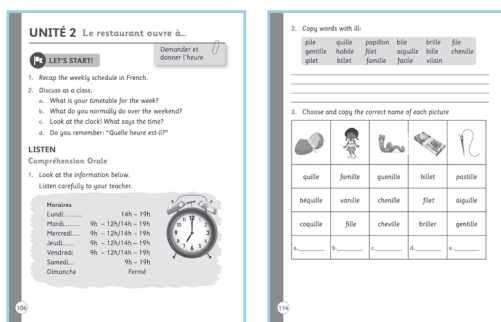 UNITÉ 2 Le restaurant ouvre à...
Demander et
donner l'heure
LET'S START!
1. Recap the weekly schedule in French.
2. Discuss as a class.
a. What is your timetable for the week?
b. What do you normally do over the weekend?
c. Look at the clock! What says the time?
d. Do you remember: "Quelle heure est-il?"
LISTEN
Compréhension Orale
1. Look at the information below.
Listen carefully to your teacher.
Horaires
Lundi......... 14h – 19h
Mardi........ 9h – 12h/14h – 19h
Mercredi.... 9h – 12h/14h – 19h
Jeudi...... 9h – 12h/14h – 19h
Vendredi 9h – 12h/14h – 19h
Samedi... 9h – 19h
Dimanche Fermé
106
2. Copy words with ill:
pile quille papillon bile brille file
gentille habile filet aiguille bille chenille
gilet billet famille facile vilain
3. Choose and copy the correct name of each picture
quille famille guenille billet pastille
béquille vanille chenille filet aiguille
coquille fille cheville briller gentille
a. b. c. d. e.
114